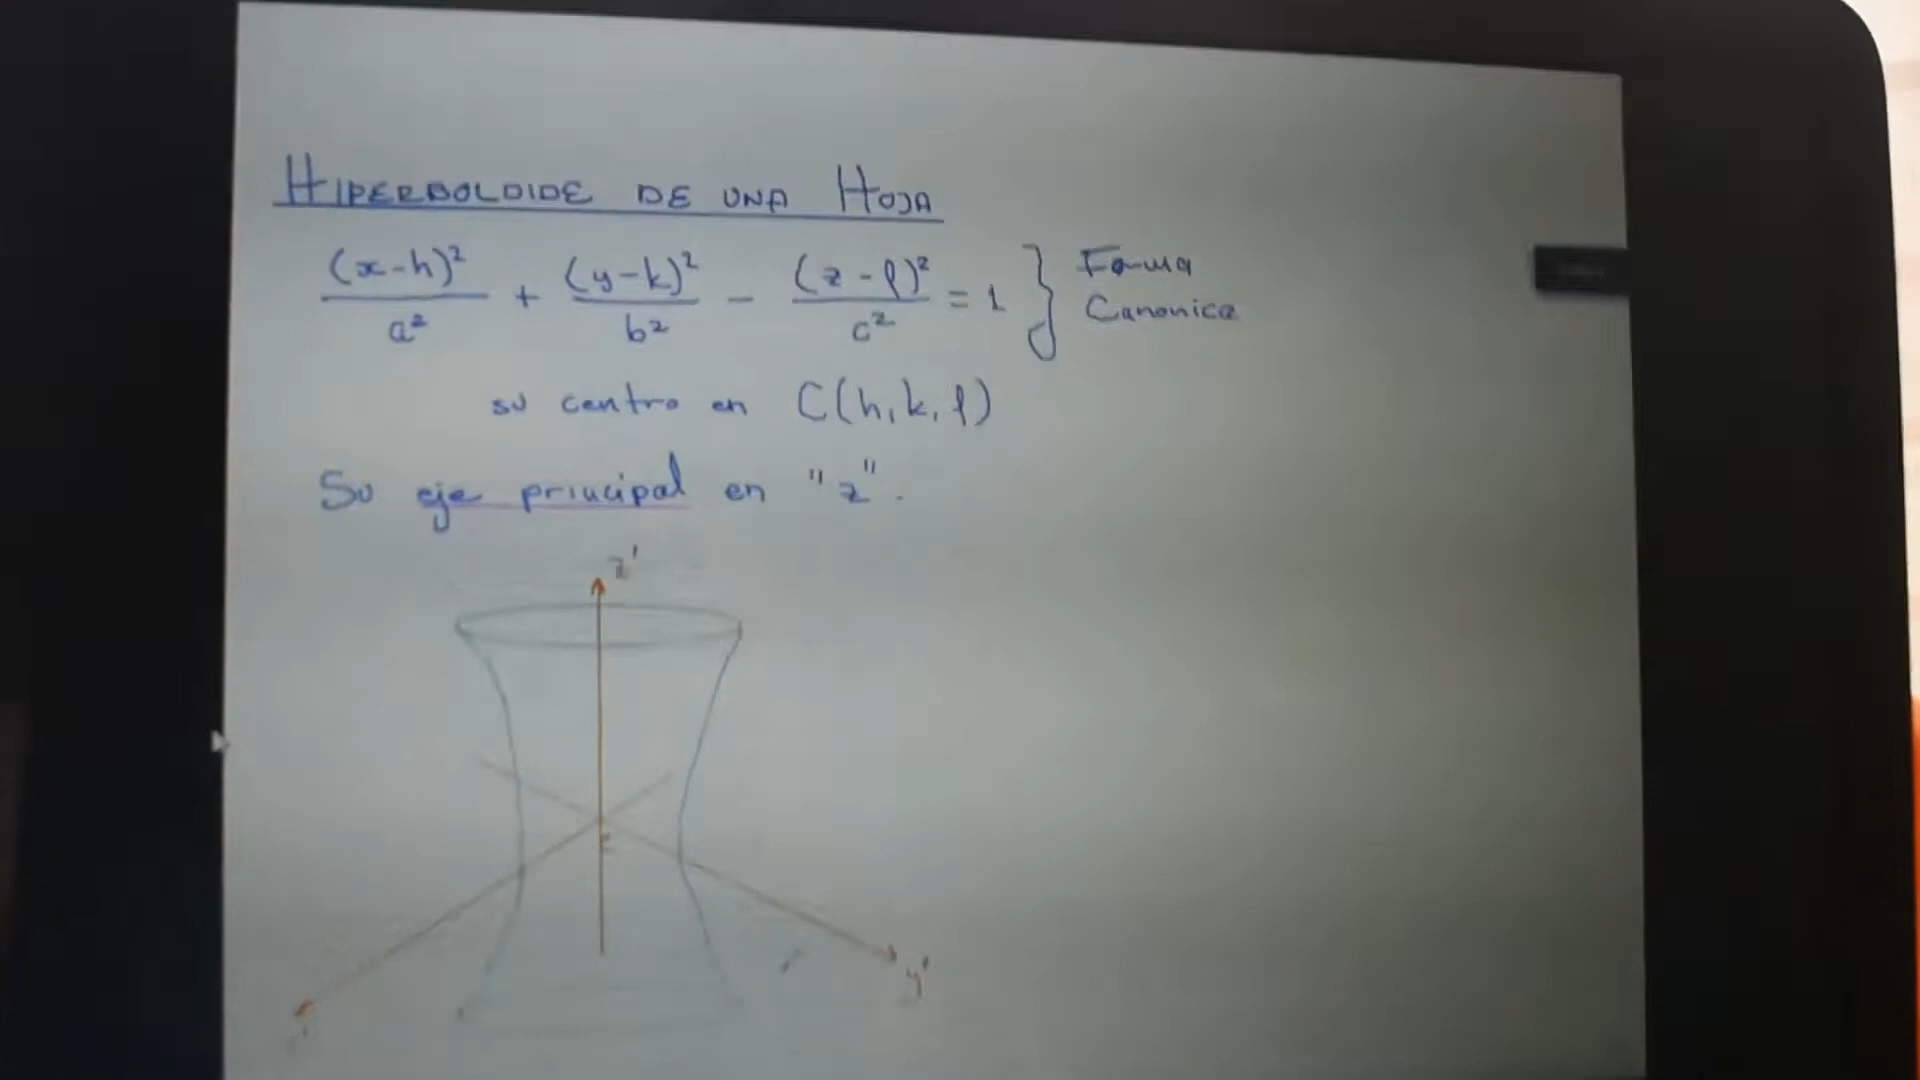 HIPERBOLOIDE DE UNA HOJA
(x-h)²/a² + (y-k)²/b² - (z-l)²/c² = 1 } Forma Canonica
su centro en C(h,k,l)
Su eje principal en "z".
z'
y'